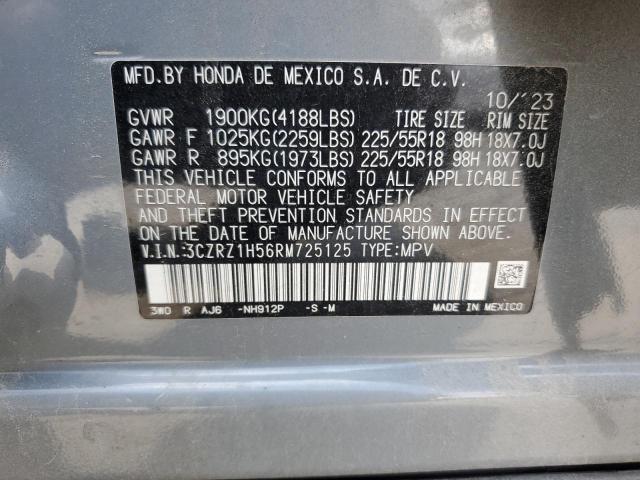 MFD.BY HONDA DE MEXICO S.A. DE C.V.
10/'23
GVWR 1900KG(4188LBS) TIRE SIZE RIM SIZE
GAWR F 1025KG(2259LBS) 225/55R18 98H 18X7.0J
GAWR R 895KG(1973LBS) 225/55R18 98H 18X7.0J
THIS VEHICLE CONFORMS TO ALL APPLICABLE
FEDERAL MOTOR VEHICLE SAFETY
AND THEFT PREVENTION STANDARDS IN EFFECT
ON THE DATE OF MANUFACTURE SHOWN ABOVE.
V.I.N.:3CZRZ1H56RM725125 TYPE:MPV
3W0 R AJ6 -NH912P -S -M MADE IN MEXICO